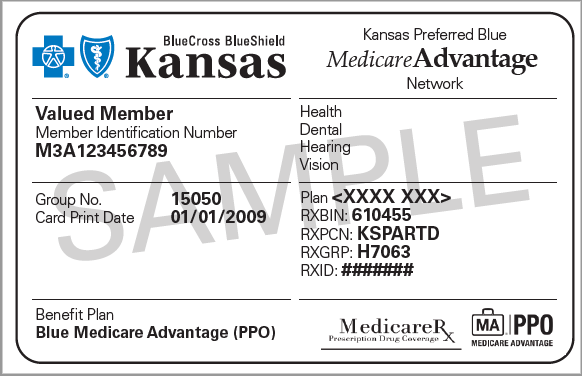 BlueCross BlueShield
Kansas
Kansas Preferred Blue
MedicareAdvantage
Network
Valued Member
Member Identification Number
M3A123456789
Health
Dental
Hearing
Vision
SAMPLE
Group No. 15050
Card Print Date 01/01/2009
Plan <XXXX XXX>
RXBIN: 610455
RXPCN: KSPARTD
RXGRP: H7063
RXID: #######
Benefit Plan
Blue Medicare Advantage (PPO)
MedicareRx
Prescription Drug Coverage
MA PPO
MEDICARE ADVANTAGE